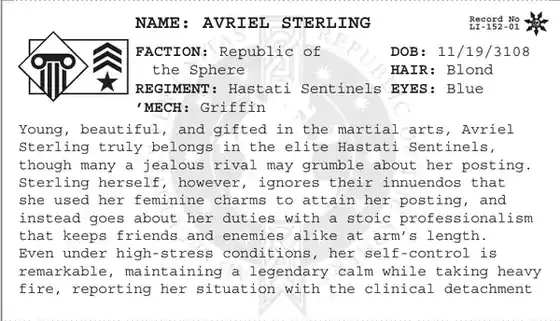 NAME: AVRIEL STERLING
Record No
LI-152-01
FACTION: Republic of
the Sphere
DOB: 11/19/3108
HAIR: Blond
REGIMENT: Hastati Sentinels
EYES: Blue
’MECH: Griffin
Young, beautiful, and gifted in the martial arts, Avriel
Sterling truly belongs in the elite Hastati Sentinels,
though many a jealous rival may grumble about her posting.
Sterling herself, however, ignores their innuendos that
she used her feminine charms to attain her posting, and
instead goes about her duties with a stoic professionalism
that keeps friends and enemies alike at arm’s length.
Even under high-stress conditions, her self-control is
remarkable, maintaining a legendary calm while taking heavy
fire, reporting her situation with the clinical detachment